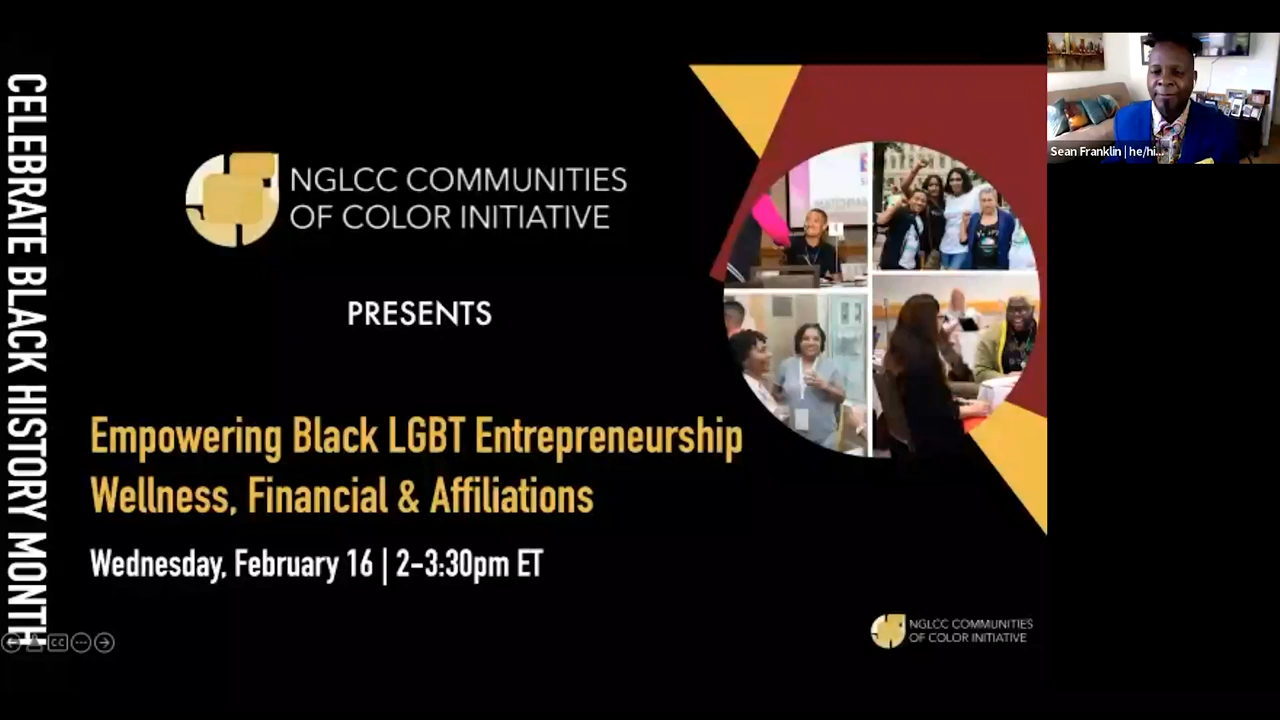 CELEBRATE BLACK HISTORY MONTH
NGLCC COMMUNITIES
OF COLOR INITIATIVE
PRESENTS
Empowering Black LGBT Entrepreneurship
Wellness, Financial & Affiliations
Wednesday, February 16 | 2-3:30pm ET
CC
NGLCC COMMUNITIES
OF COLOR INITIATIVE
Sean Franklin | he/hi...